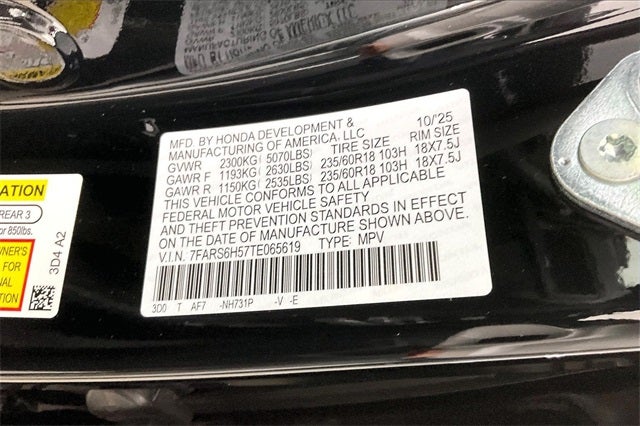 MFD. BY HONDA DEVELOPMENT & 10/'25
MANUFACTURING OF AMERICA, LLC
TIRE SIZE RIM SIZE
GVWR 2300KG( 5070LBS)
GAWR F 1193KG( 2630LBS) 235/60R18 103H 18X7.5J
GAWR R 1150KG( 2535LBS) 235/60R18 103H 18X7.5J
THIS VEHICLE CONFORMS TO ALL APPLICABLE
FEDERAL MOTOR VEHICLE SAFETY
AND THEFT PREVENTION STANDARDS IN EFFECT
ON THE DATE OF MANUFACTURE SHOWN ABOVE.
V.I.N. 7FARS6H57TE065619 TYPE: MPV
3D0 T AF7 -NH731P -V -E
REAR 3
or 850lbs.
3D4 A2